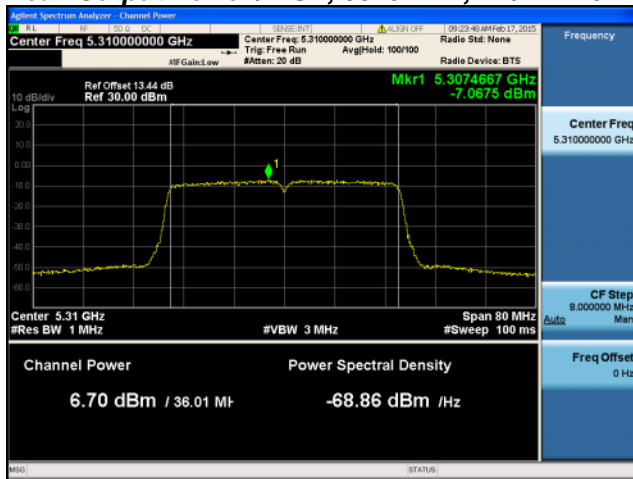 Agilent Spectrum Analyzer - Channel Power
RL RF 50 Ω DC SENSE:INT ALIGN OFF 09:23:48 AM Feb 17, 2015
Center Freq 5.310000000 GHz
Center Freq: 5.310000000 GHz Radio Std: None
Trig: Free Run Avg|Hold: 100/100
#IFGain:Low #Atten: 20 dB Radio Device: BTS
Frequency
Mkr1 5.3074667 GHz
-7.0675 dBm
Ref Offset 13.44 dB
10 dB/div Ref 30.00 dBm
Log
20.0
10.0
0.00
1
-10.0
-20.0
-30.0
-40.0
-50.0
-60.0
Center 5.31 GHz Span 80 MHz
#Res BW 1 MHz #VBW 3 MHz #Sweep 100 ms
Center Freq
5.310000000 GHz
CF Step
8.000000 MHz
Auto Man
Freq Offset
0 Hz
Channel Power Power Spectral Density
6.70 dBm / 36.01 MH -68.86 dBm /Hz
MSG STATUS